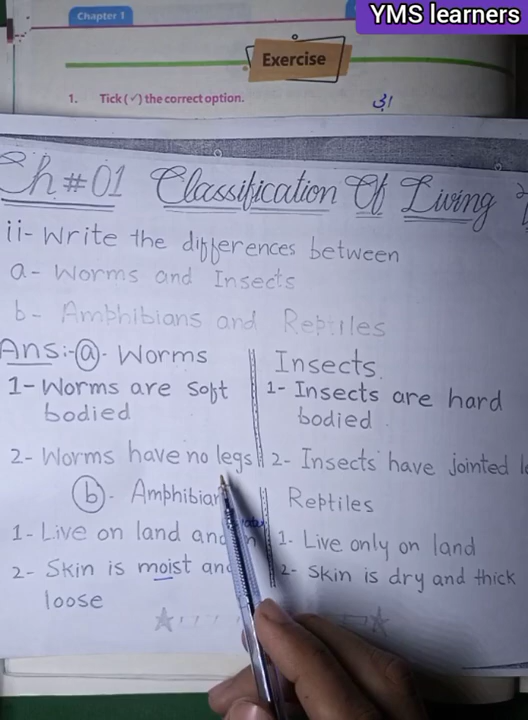 YMS learners
Chapter 1
Exercise
1. Tick (✓) the correct option.
Ch # 01 Classification Of Living
ii- Write the differences between
a- Worms and Insects
b- Amphibians and Reptiles
Ans:- (a)- Worms
1- Worms are soft
bodied
2- Worms have no legs
Insects
1- Insects are hard
bodied
2- Insects have jointed
(b)- Amphibian
1- Live on land and
2- Skin is moist and
loose
Reptiles
1- Live only on land
2- Skin is dry and thick